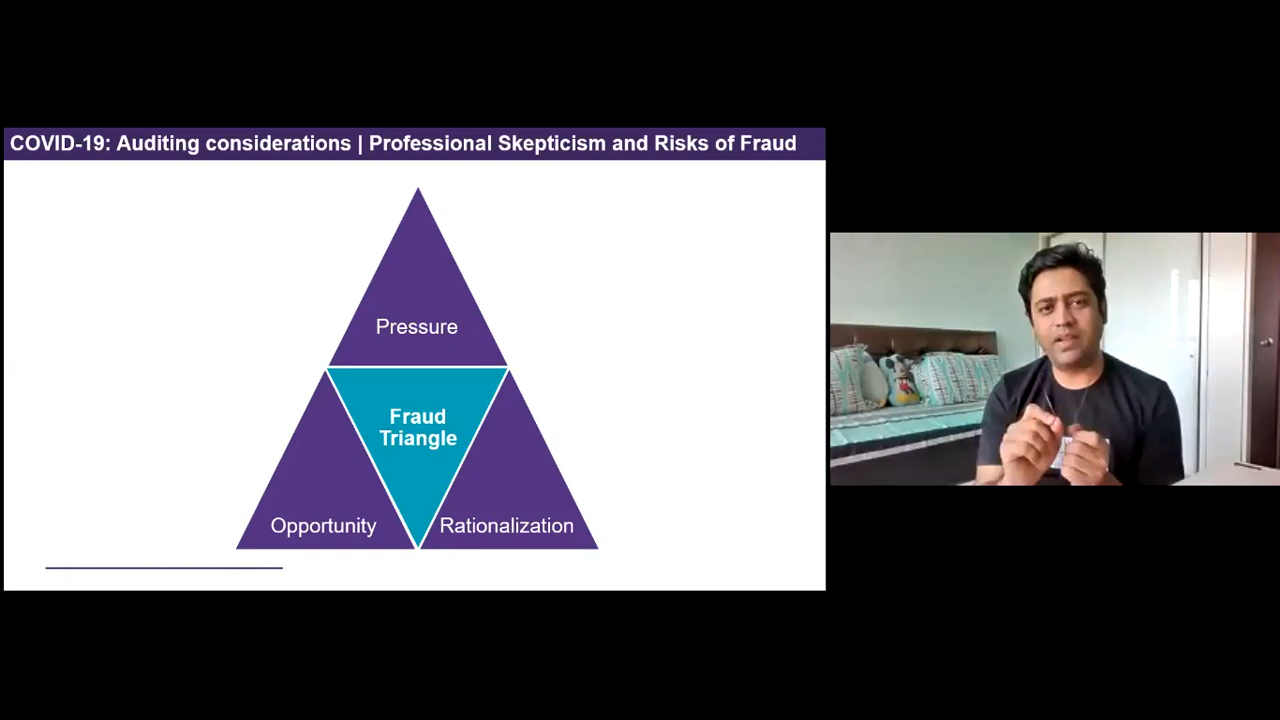 COVID-19: Auditing considerations | Professional Skepticism and Risks of Fraud
Pressure
Fraud
Triangle
Opportunity
Rationalization